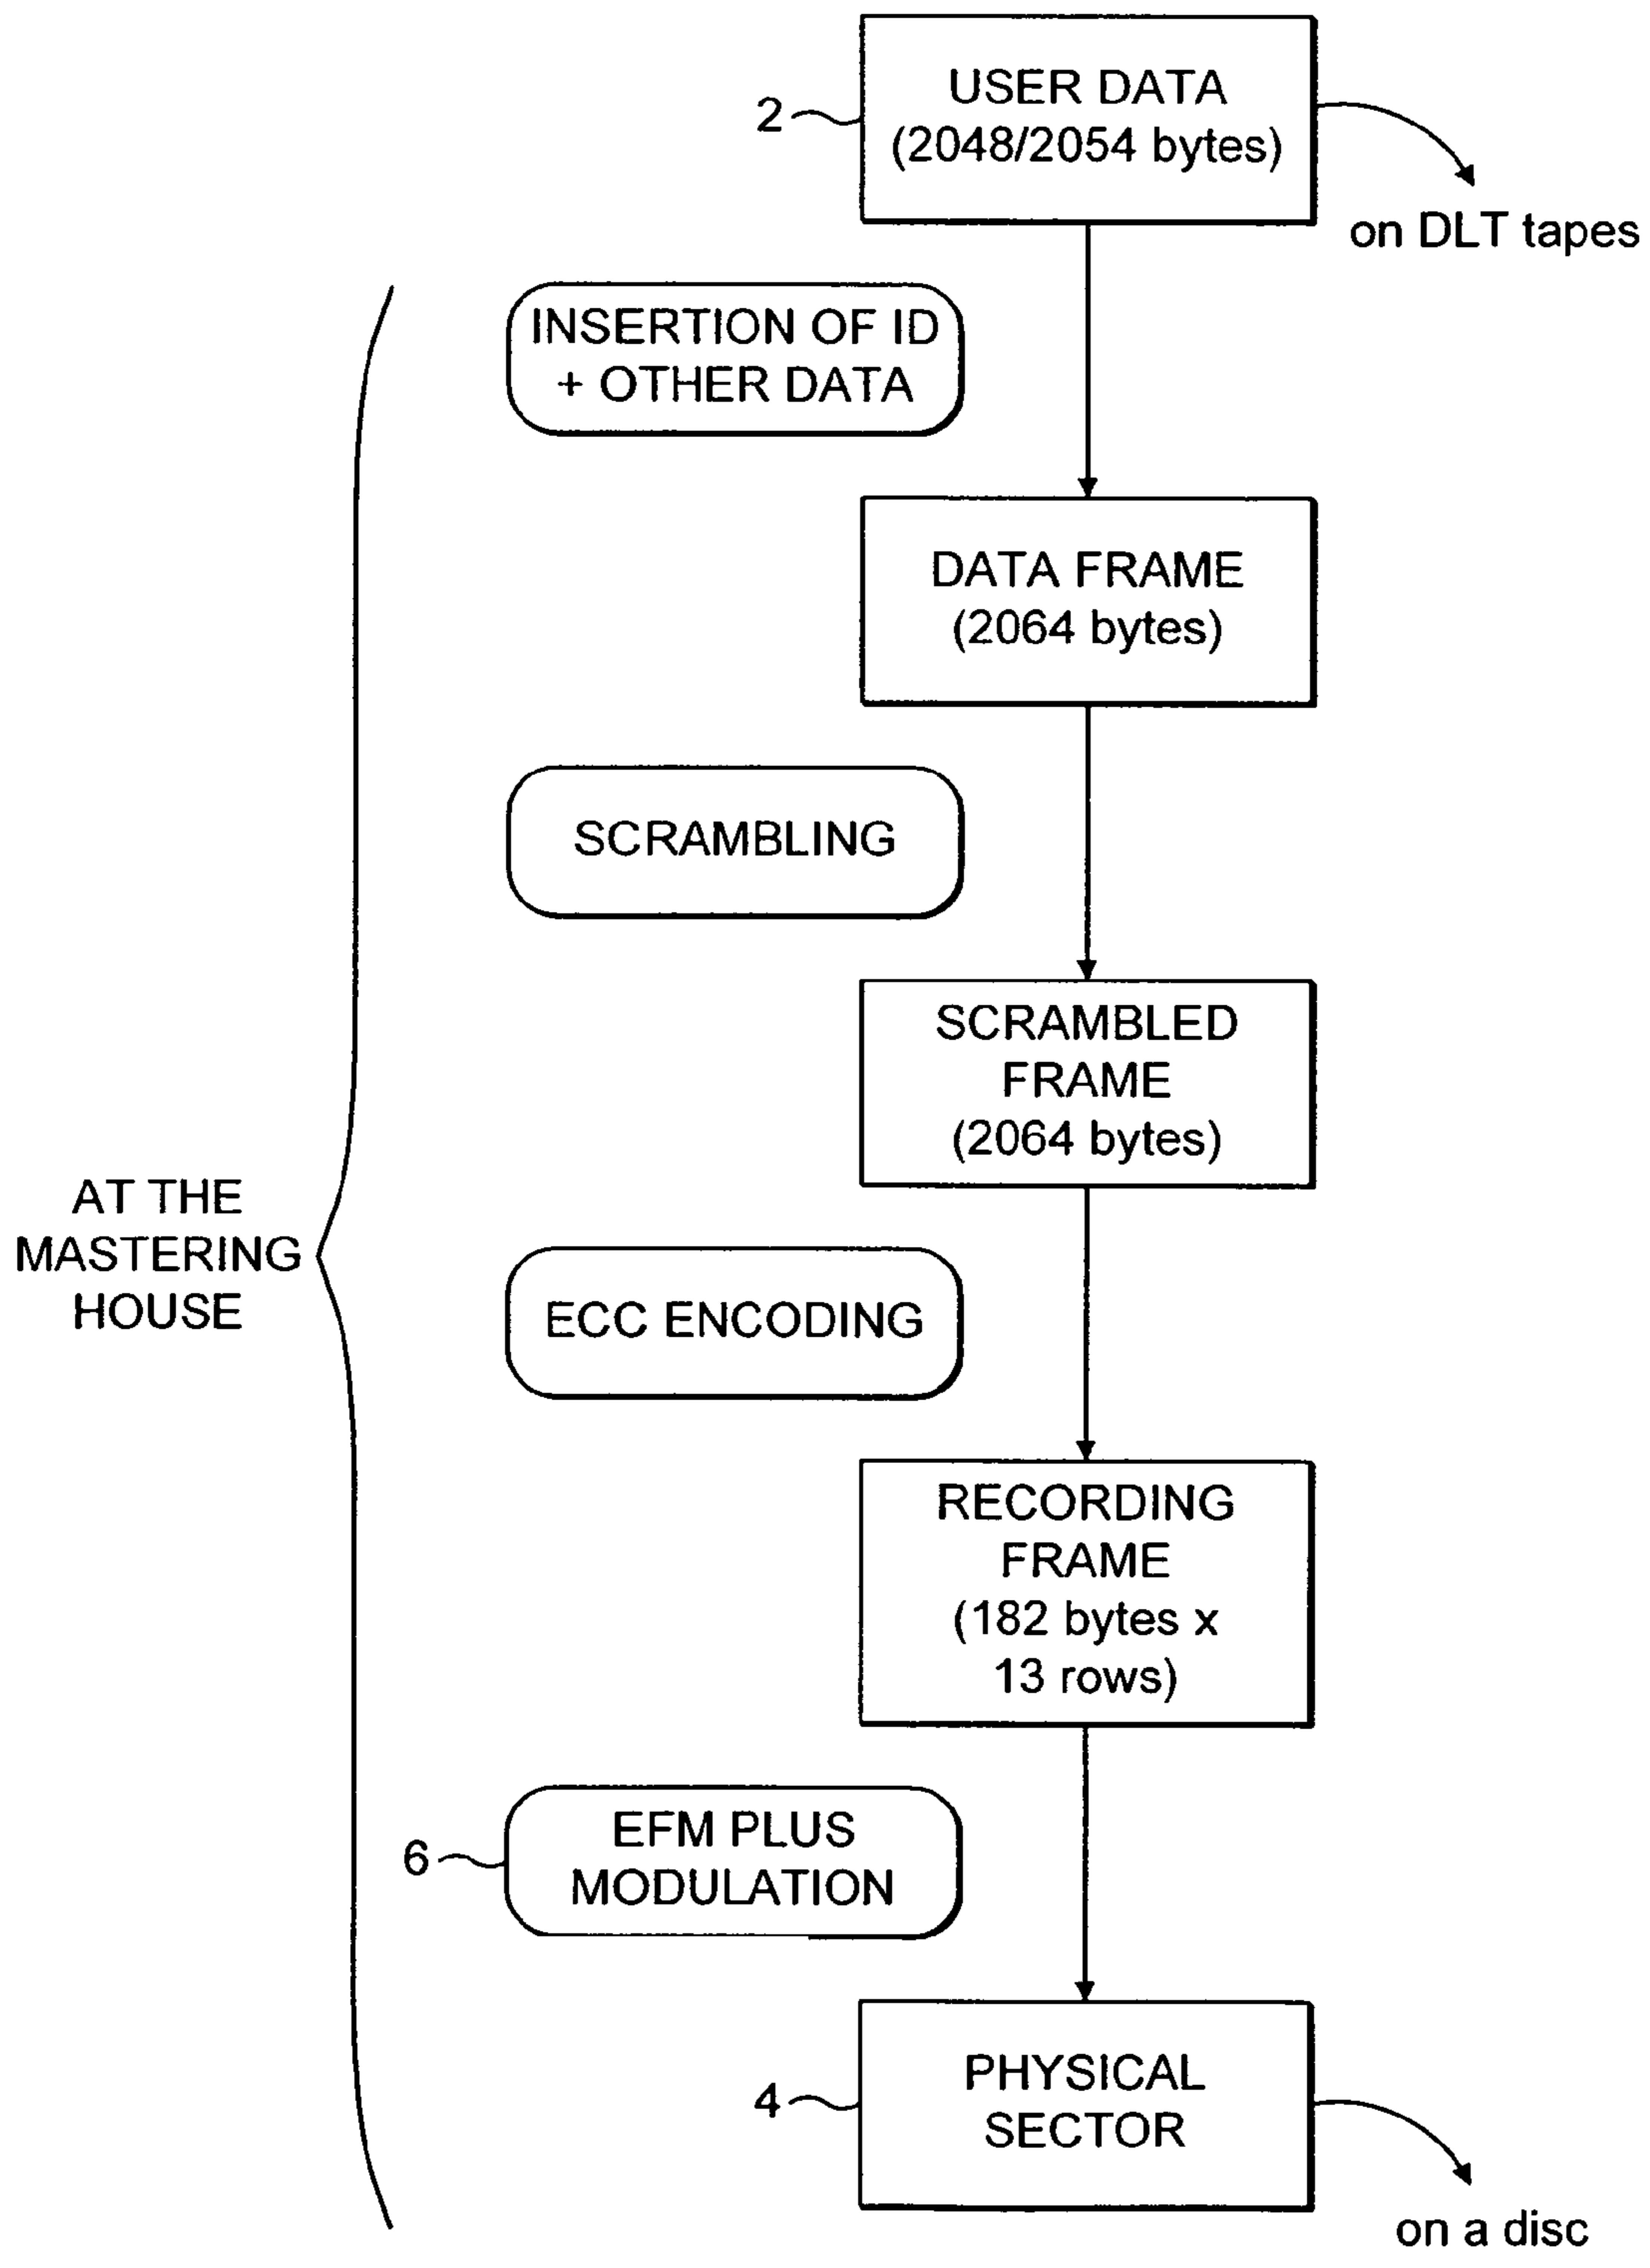 USER DATA
2
(2048/2054 bytes)
on DLT tapes
INSERTION OF ID
+ OTHER DATA
DATA FRAME
(2064 bytes)
SCRAMBLING
SCRAMBLED
FRAME
(2064 bytes)
AT THE
MASTERING
HOUSE
ECC ENCODING
RECORDING
FRAME
(182 bytes x
13 rows)
EFM PLUS
MODULATION
6
PHYSICAL
SECTOR
4
on a disc